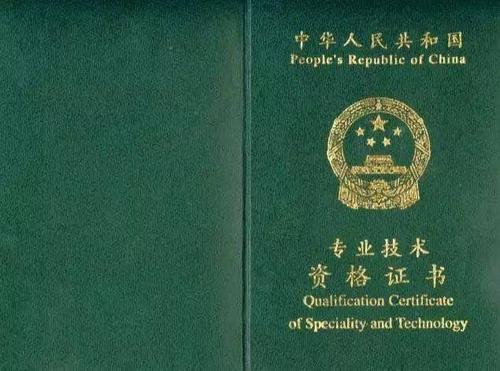 中华人民共和国
People's Republic of China
专业技术
资格证书
Qualification Certificate
of Speciality and Technology